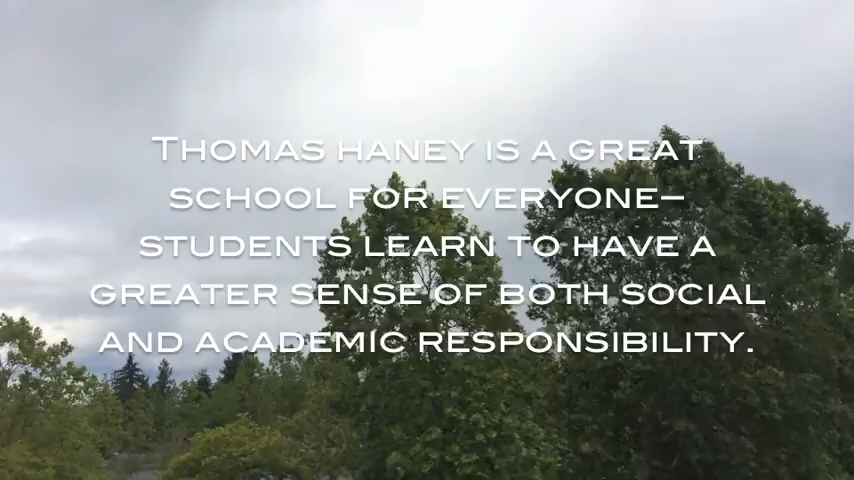 Thomas haney is a great
school for everyone—
students learn to have a
greater sense of both social
and academic responsibility.